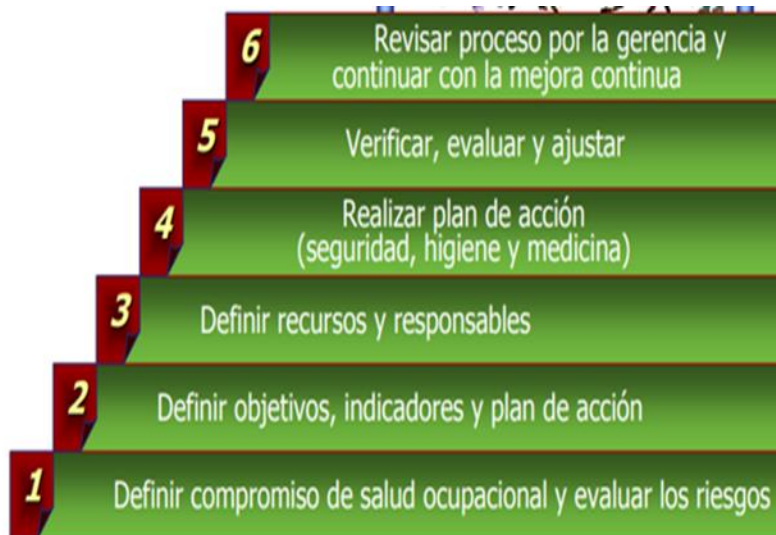 6 Revisar proceso por la gerencia y
continuar con la mejora continua
5 Verificar, evaluar y ajustar
4 Realizar plan de acción
(seguridad, higiene y medicina)
3 Definir recursos y responsables
2 Definir objetivos, indicadores y plan de acción
1 Definir compromiso de salud ocupacional y evaluar los riesgos